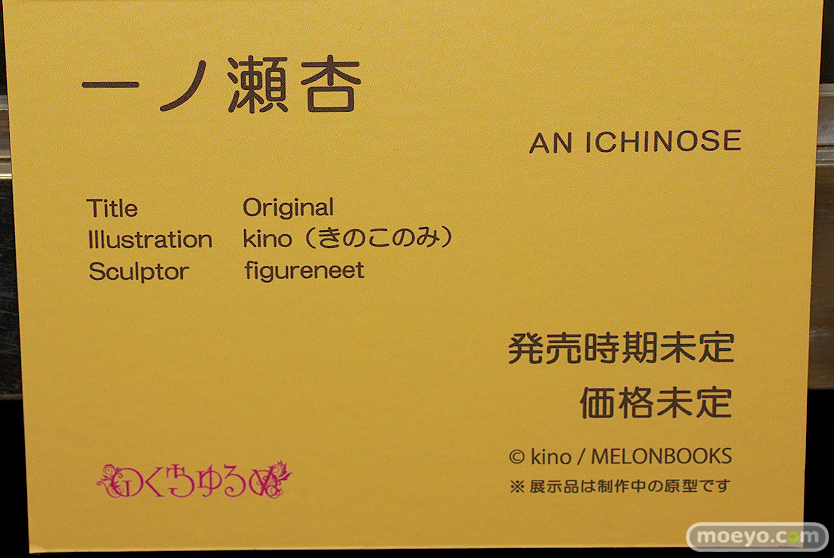 一ノ瀬杏
AN ICHINOSE
Title Original
Illustration kino（きのこのみ）
Sculptor figureneet
発売時期未定
価格未定
© kino / MELONBOOKS
※展示品は制作中の原型です
moeyo.com